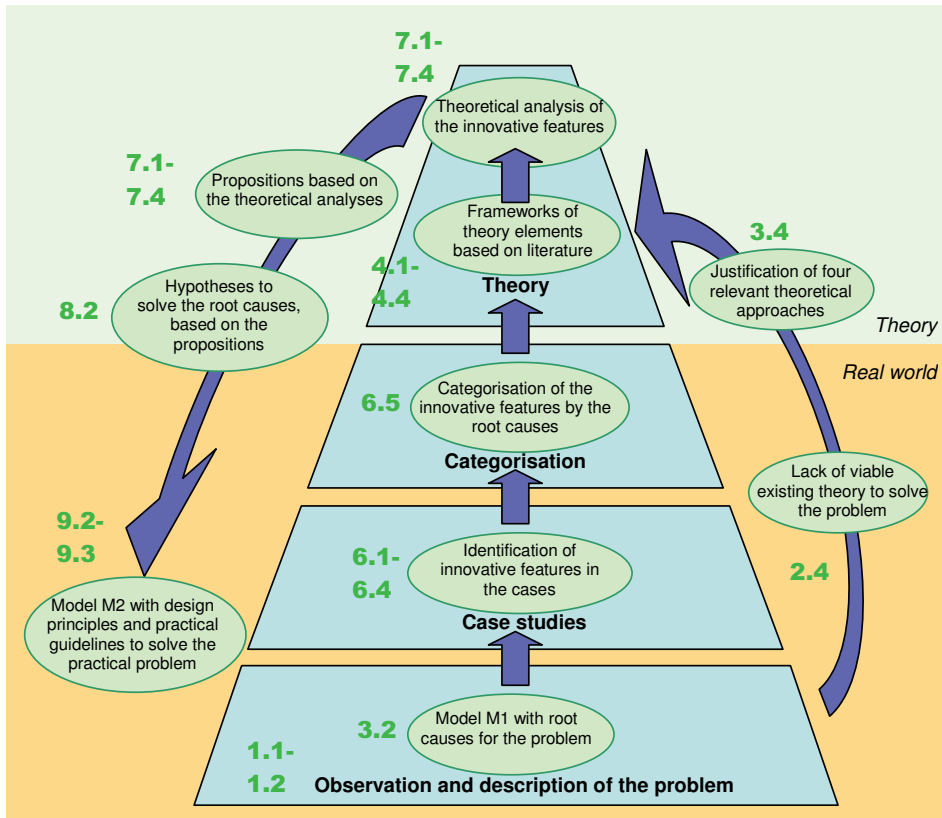 7.1-
7.4
Theoretical analysis of
the innovative features
7.1-
7.4
Propositions based on
the theoretical analyses
Frameworks of
theory elements
based on literature
3.4
4.1-
4.4
Theory
Justification of four
relevant theoretical
approaches
8.2
Hypotheses to
solve the root causes,
based on the
propositions
Theory
Real world
6.5
Categorisation of the
innovative features by the
root causes
Categorisation
Lack of viable
existing theory to solve
the problem
9.2-
9.3
6.1-
6.4
Identification of
innovative features in
the cases
Case studies
2.4
Model M2 with design
principles and practical
guidelines to solve the
practical problem
3.2
Model M1 with root
causes for the problem
1.1-
1.2
Observation and description of the problem